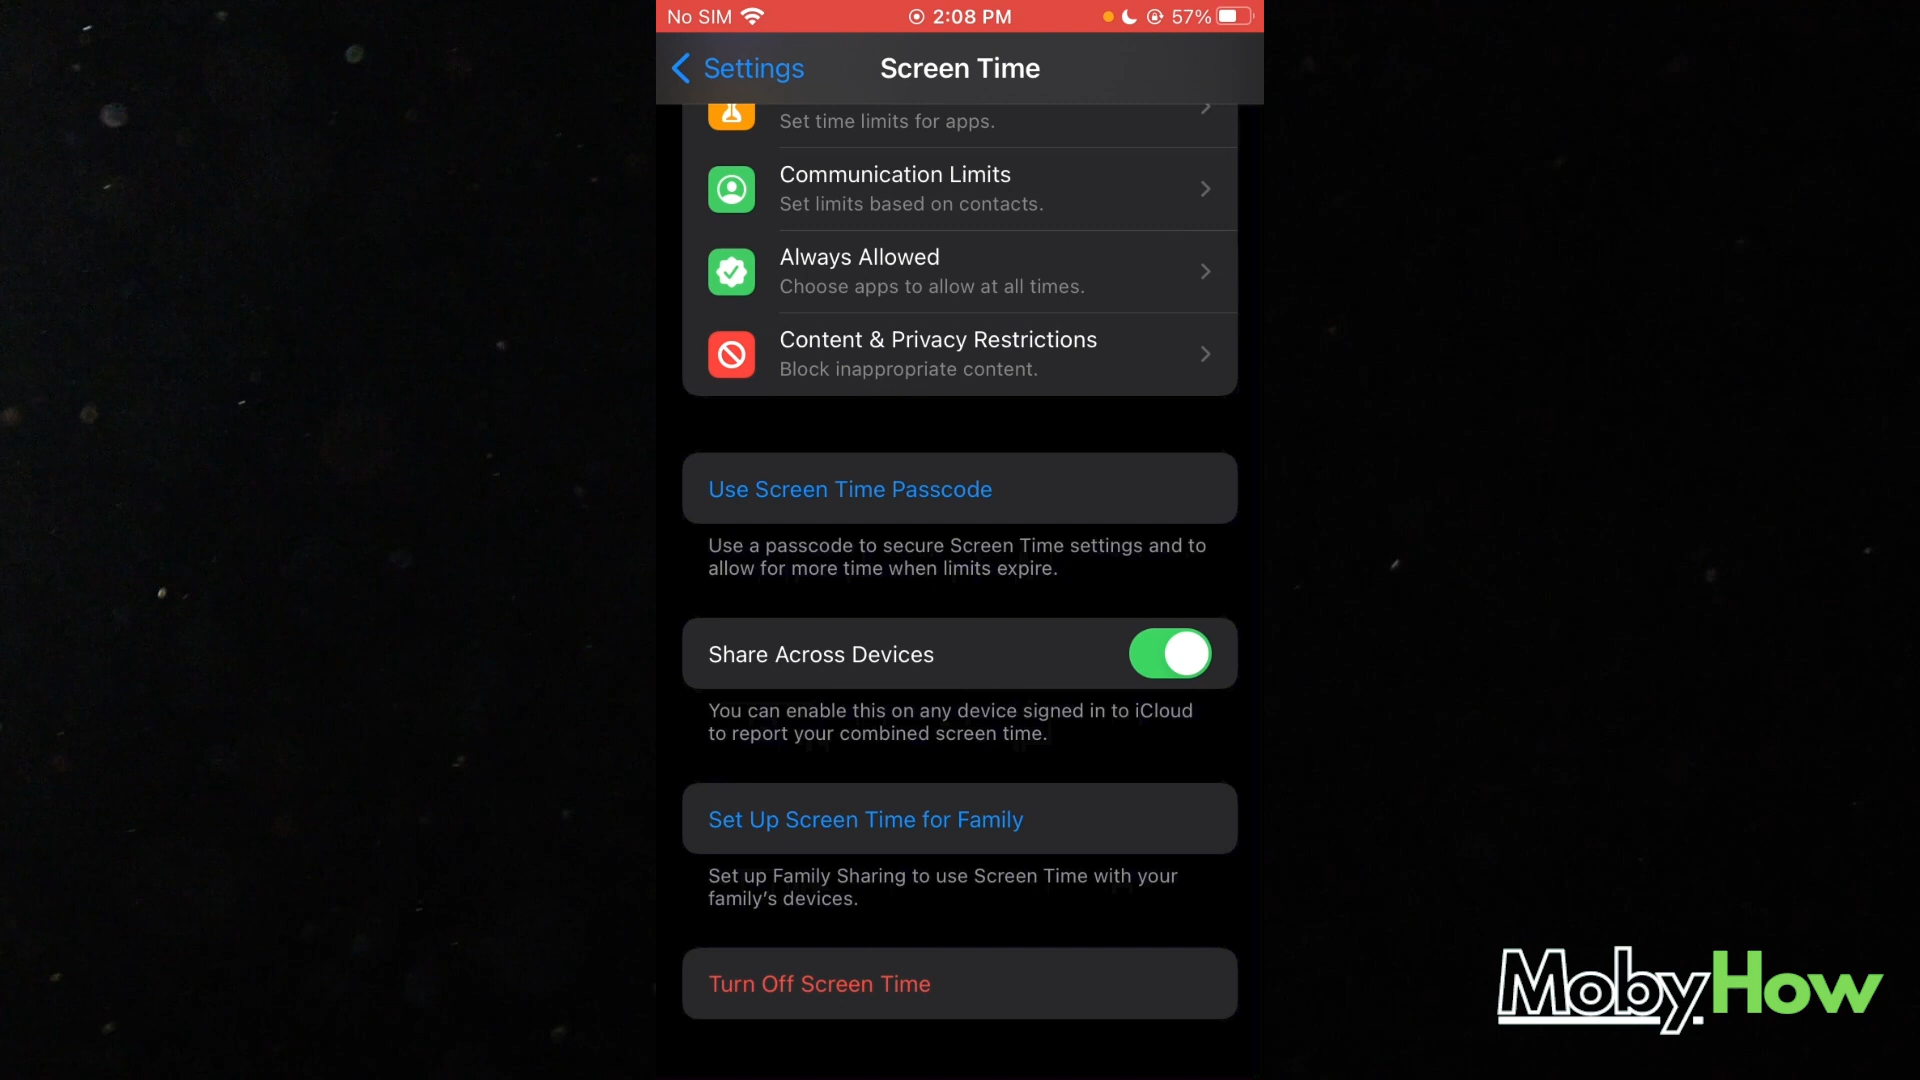 No SIM 2:08 PM 57%
Settings Screen Time
Set time limits for apps.
Communication Limits
Set limits based on contacts.
Always Allowed
Choose apps to allow at all times.
Content & Privacy Restrictions
Block inappropriate content.
Use Screen Time Passcode
Use a passcode to secure Screen Time settings and to
allow for more time when limits expire.
Share Across Devices
You can enable this on any device signed in to iCloud
to report your combined screen time.
Set Up Screen Time for Family
Set up Family Sharing to use Screen Time with your
family’s devices.
Turn Off Screen Time
MobyHow